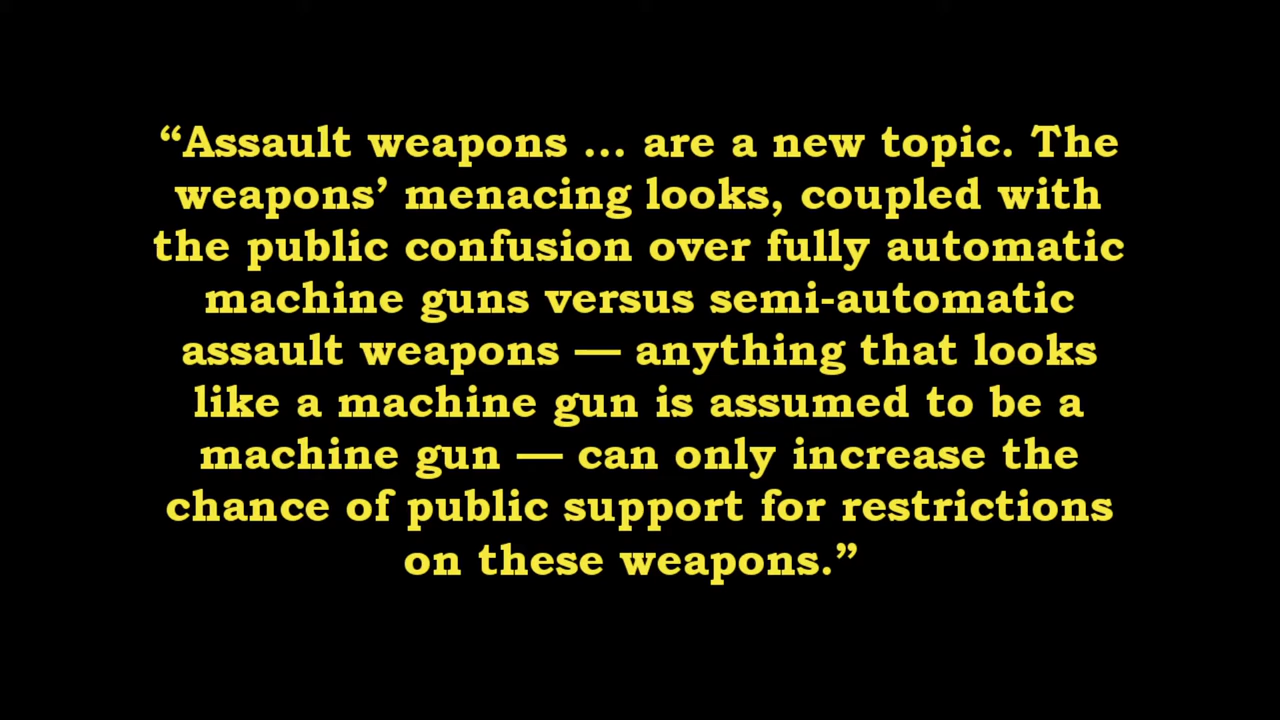 “Assault weapons ... are a new topic. The
weapons’ menacing looks, coupled with
the public confusion over fully automatic
machine guns versus semi-automatic
assault weapons — anything that looks
like a machine gun is assumed to be a
machine gun — can only increase the
chance of public support for restrictions
on these weapons.”